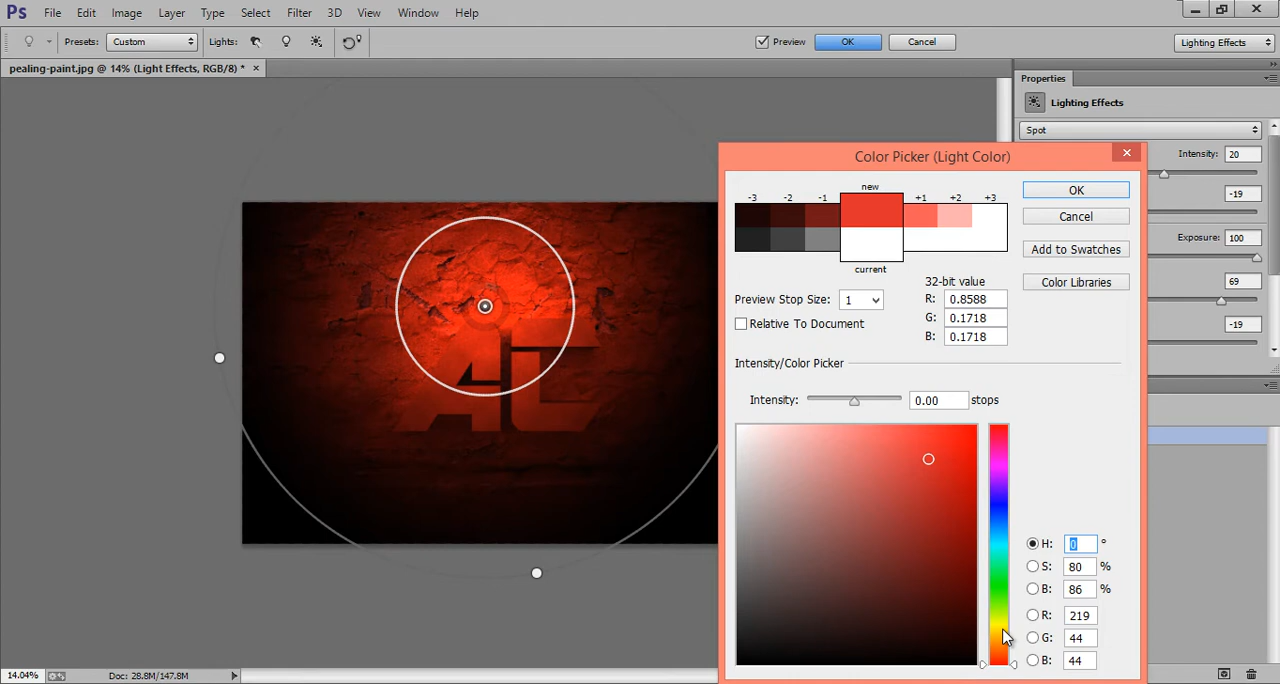 Ps File Edit Image Layer Type Select Filter 3D View Window Help
Presets: Custom Lights: Preview OK Cancel Lighting Effects
pealing-paint.jpg @ 14% (Light Effects, RGB/8) * ×
Properties
Lighting Effects
Spot
Intensity: 20
-19
Exposure: 100
69
-19
Color Picker (Light Color)
new
-3 -2 -1 +1 +2 +3
current
OK
Cancel
Add to Swatches
Color Libraries
Preview Stop Size: 1
Relative To Document
32-bit value
R: 0.8588
G: 0.1718
B: 0.1718
Intensity/Color Picker
Intensity: 0.00 stops
H: 0 °
S: 80 %
B: 86 %
R: 219
G: 44
B: 44
AC
14.04% Doc: 28.8M/147.8M